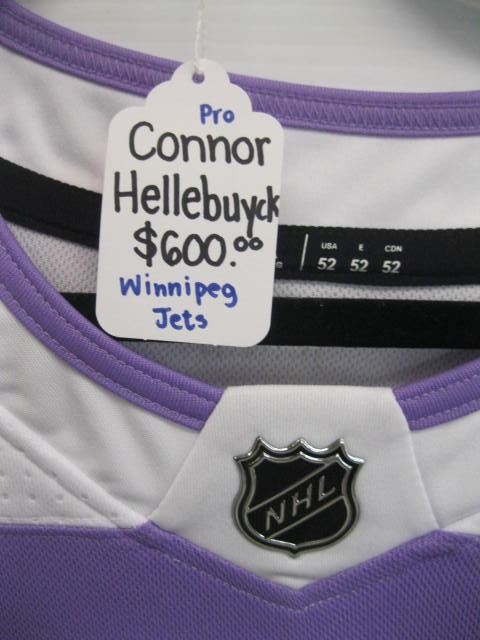 Pro
Connor
Hellebuyck
$600.00
Winnipeg
Jets
USA E CDN
52 52 52
NHL